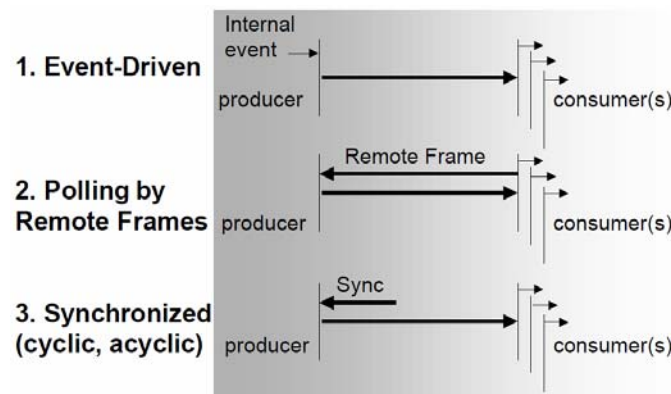 Internal
event
1. Event-Driven
producer
consumer(s)
Remote Frame
2. Polling by
Remote Frames
producer
consumer(s)
Sync
3. Synchronized
(cyclic, acyclic)
producer
consumer(s)